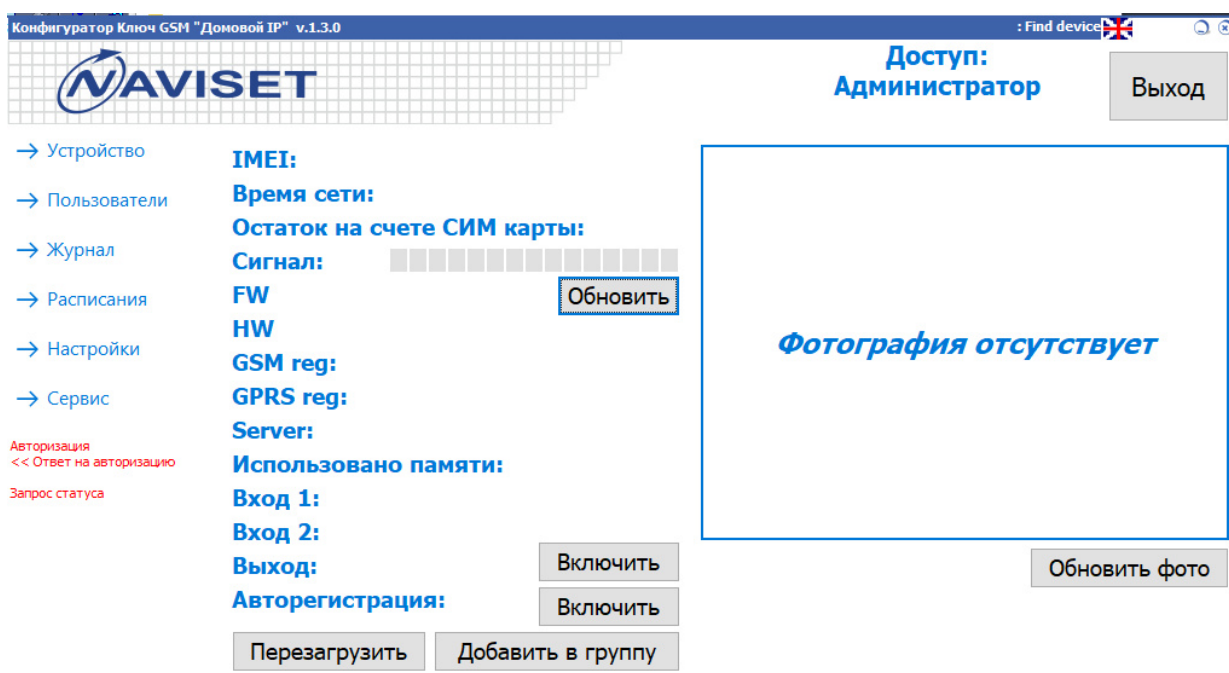 Конфигуратор Ключ GSM "Домовой IP" v.1.3.0
: Find device
NAVISET
Доступ:
Администратор
Выход
Устройство
Пользователи
Журнал
Расписания
Настройки
Сервис
Авторизация
<< Ответ на авторизацию
Запрос статуса
IMEI:
Время сети:
Остаток на счете СИМ карты:
Сигнал:
FW
Обновить
HW
GSM reg:
GPRS reg:
Server:
Использовано памяти:
Вход 1:
Вход 2:
Выход:
Включить
Авторегистрация:
Включить
Перезагрузить
Добавить в группу
Фотография отсутствует
Обновить фото